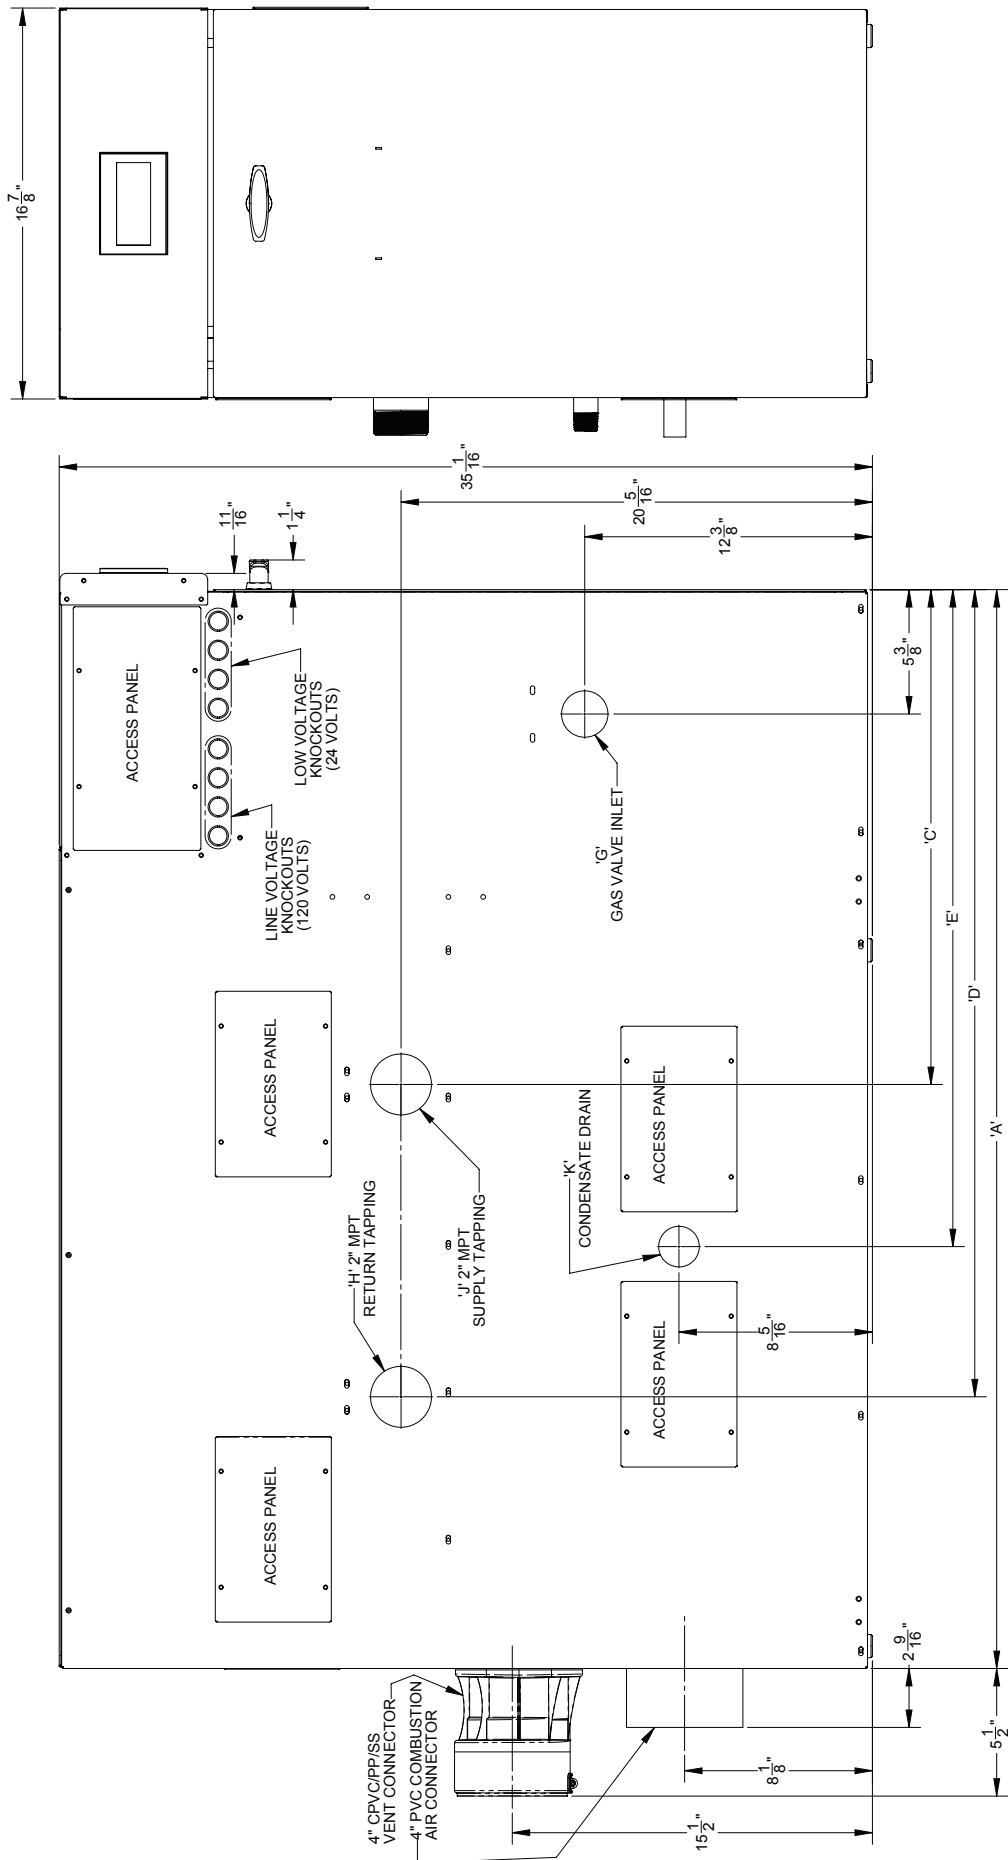 16 7/8"
35 1/16"
20 5/16"
12 3/8"
11/16"
1 1/4"
5 3/8"
ACCESS PANEL
LOW VOLTAGE
KNOCKOUTS
(24 VOLTS)
LINE VOLTAGE
KNOCKOUTS
(120 VOLTS)
'G'
GAS VALVE INLET
'C'
'E'
'D'
'A'
ACCESS PANEL
ACCESS PANEL
'H' 2" MPT
RETURN TAPPING
'J' 2" MPT
SUPPLY TAPPING
'K'
CONDENSATE DRAIN
ACCESS PANEL
ACCESS PANEL
8 5/16"
4" CPVC/PP/SS
VENT CONNECTOR
4" PVC COMBUSTION
AIR CONNECTOR
2 9/16"
5 1/2"
8 1/8"
15 1/2"